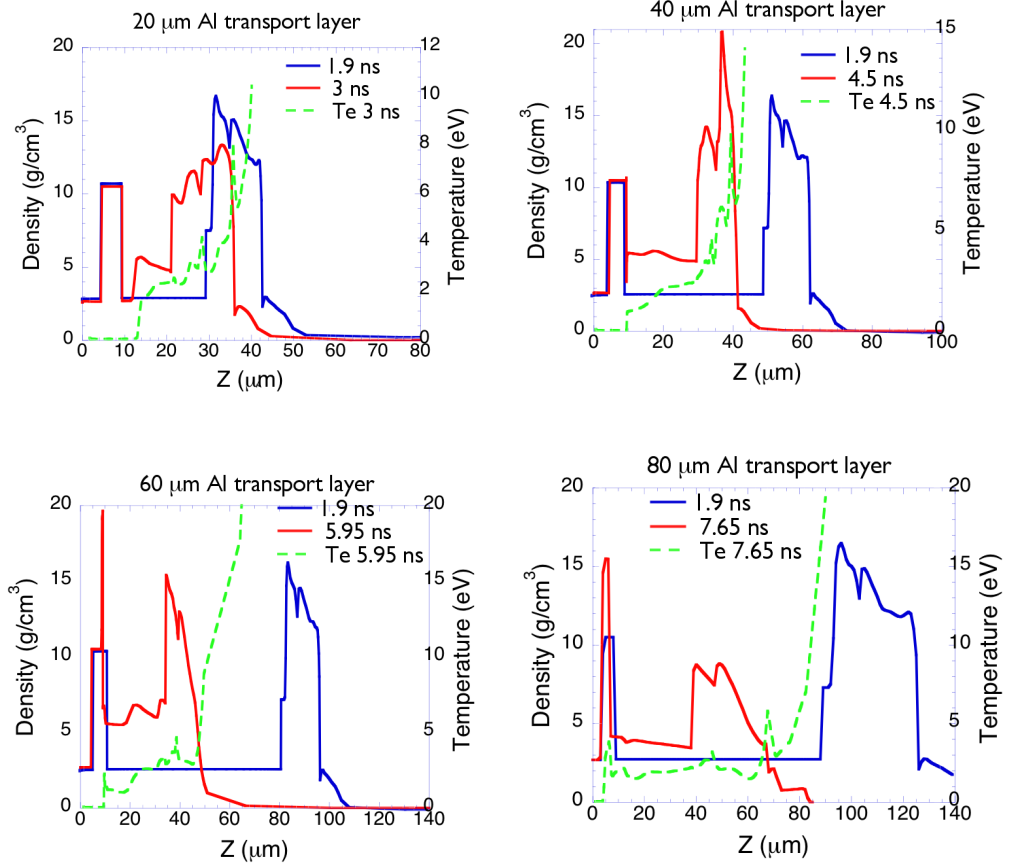 20 μm Al transport layer
20
15
10
5
0
12
10
8
6
4
2
0
Density (g/cm3)
Temperature (eV)
1.9 ns
3 ns
Te 3 ns
0 10 20 30 40 50 60 70 80
Z (μm)
40 μm Al transport layer
20
15
10
5
0
15
10
5
0
Density (g/cm3)
Temperature (eV)
1.9 ns
4.5 ns
Te 4.5 ns
0 20 40 60 80 100
Z (μm)
60 μm Al transport layer
20
15
10
5
0
20
15
10
5
0
Density (g/cm3)
Temperature (eV)
1.9 ns
5.95 ns
Te 5.95 ns
0 20 40 60 80 100 120 140
Z (μm)
80 μm Al transport layer
20
15
10
5
0
20
15
10
5
0
Density (g/cm3)
Temperature (eV)
1.9 ns
7.65 ns
Te 7.65 ns
0 20 40 60 80 100 120 140
Z (μm)